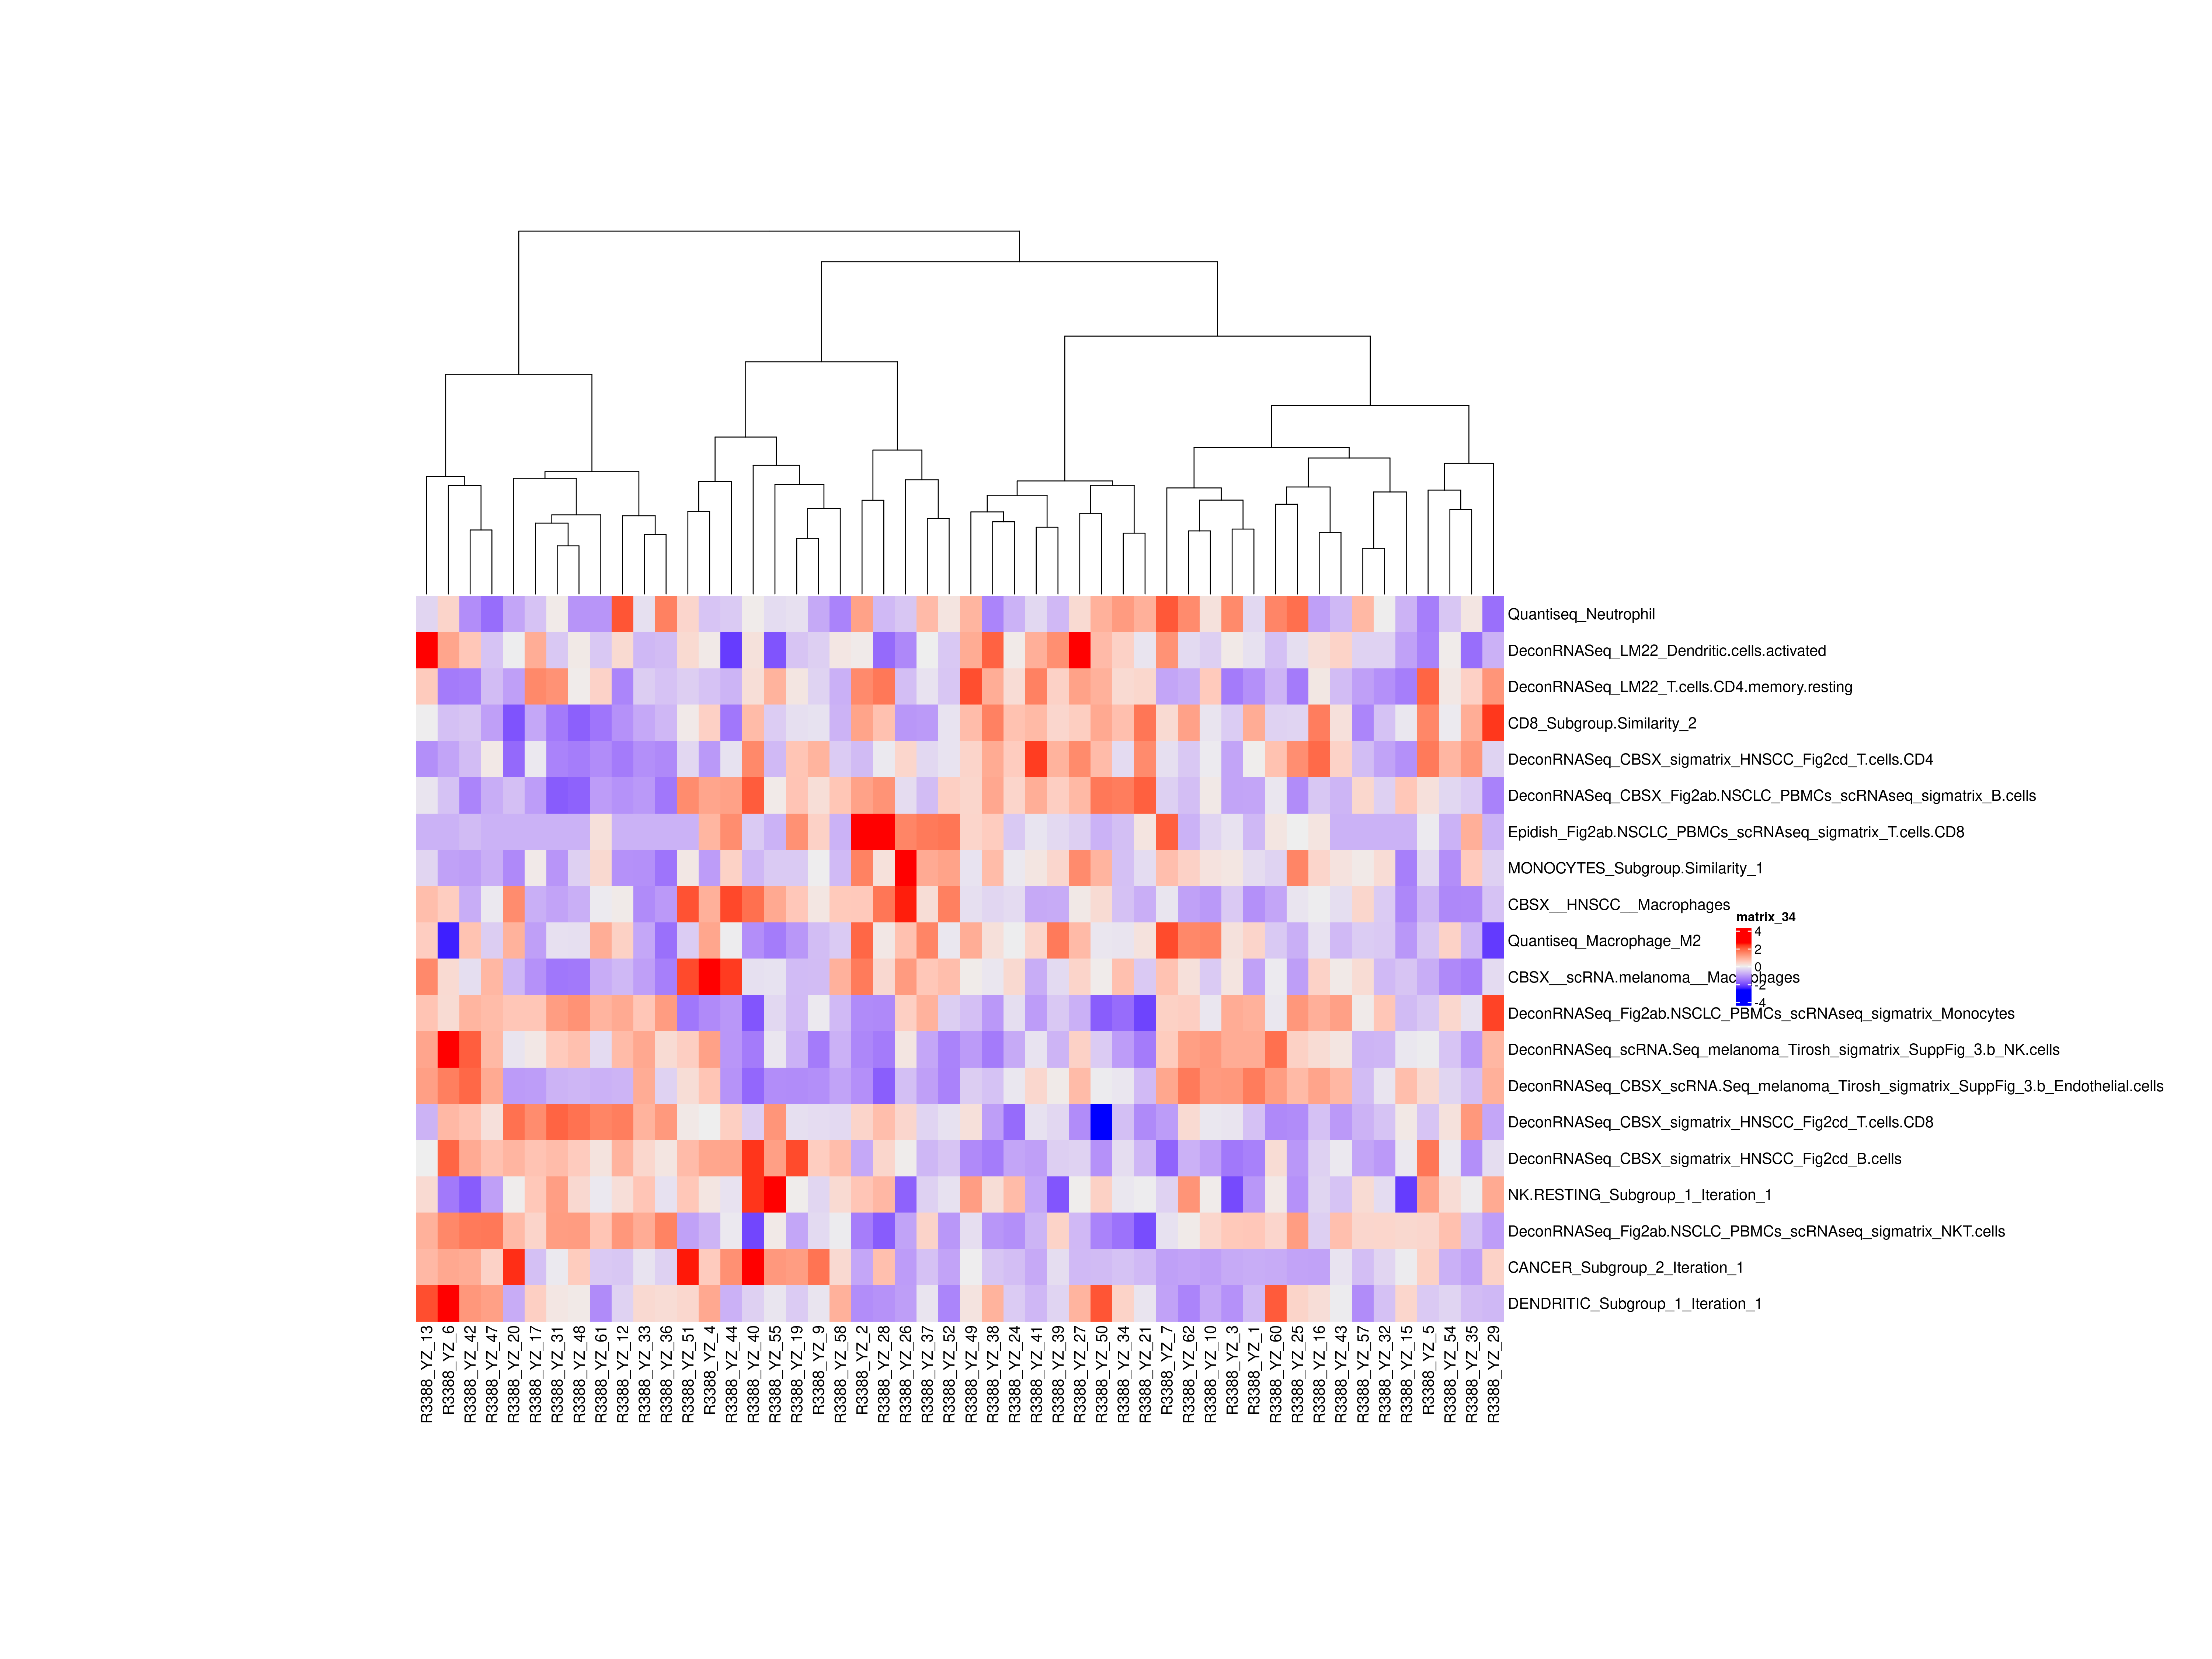 Quantiseq_Neutrophil
DeconRNASeq_LM22_Dendritic.cells.activated
DeconRNASeq_LM22_T.cells.CD4.memory.resting
CD8_Subgroup.Similarity_2
DeconRNASeq_CBSX_sigmatrix_HNSCC_Fig2cd_T.cells.CD4
DeconRNASeq_CBSX_Fig2ab.NSCLC_PBMCs_scRNAseq_sigmatrix_B.cells
Epidish_Fig2ab.NSCLC_PBMCs_scRNAseq_sigmatrix_T.cells.CD8
MONOCYTES_Subgroup.Similarity_1
CBSX__HNSCC__Macrophages
Quantiseq_Macrophage_M2
CBSX__scRNA.melanoma__Macrophages
DeconRNASeq_Fig2ab.NSCLC_PBMCs_scRNAseq_sigmatrix_Monocytes
DeconRNASeq_scRNA.Seq_melanoma_Tirosh_sigmatrix_SuppFig_3.b_NK.cells
DeconRNASeq_CBSX_scRNA.Seq_melanoma_Tirosh_sigmatrix_SuppFig_3.b_Endothelial.cells
DeconRNASeq_CBSX_sigmatrix_HNSCC_Fig2cd_T.cells.CD8
DeconRNASeq_CBSX_sigmatrix_HNSCC_Fig2cd_B.cells
NK.RESTING_Subgroup_1_Iteration_1
DeconRNASeq_Fig2ab.NSCLC_PBMCs_scRNAseq_sigmatrix_NKT.cells
CANCER_Subgroup_2_Iteration_1
DENDRITIC_Subgroup_1_Iteration_1
matrix_34
4
2
0
-2
-4
R3388_YZ_13
R3388_YZ_6
R3388_YZ_42
R3388_YZ_47
R3388_YZ_20
R3388_YZ_17
R3388_YZ_31
R3388_YZ_48
R3388_YZ_61
R3388_YZ_12
R3388_YZ_33
R3388_YZ_36
R3388_YZ_51
R3388_YZ_4
R3388_YZ_44
R3388_YZ_40
R3388_YZ_55
R3388_YZ_19
R3388_YZ_9
R3388_YZ_58
R3388_YZ_2
R3388_YZ_28
R3388_YZ_26
R3388_YZ_37
R3388_YZ_52
R3388_YZ_49
R3388_YZ_38
R3388_YZ_24
R3388_YZ_41
R3388_YZ_39
R3388_YZ_27
R3388_YZ_50
R3388_YZ_34
R3388_YZ_21
R3388_YZ_7
R3388_YZ_62
R3388_YZ_10
R3388_YZ_3
R3388_YZ_1
R3388_YZ_60
R3388_YZ_25
R3388_YZ_16
R3388_YZ_43
R3388_YZ_57
R3388_YZ_32
R3388_YZ_15
R3388_YZ_5
R3388_YZ_54
R3388_YZ_35
R3388_YZ_29